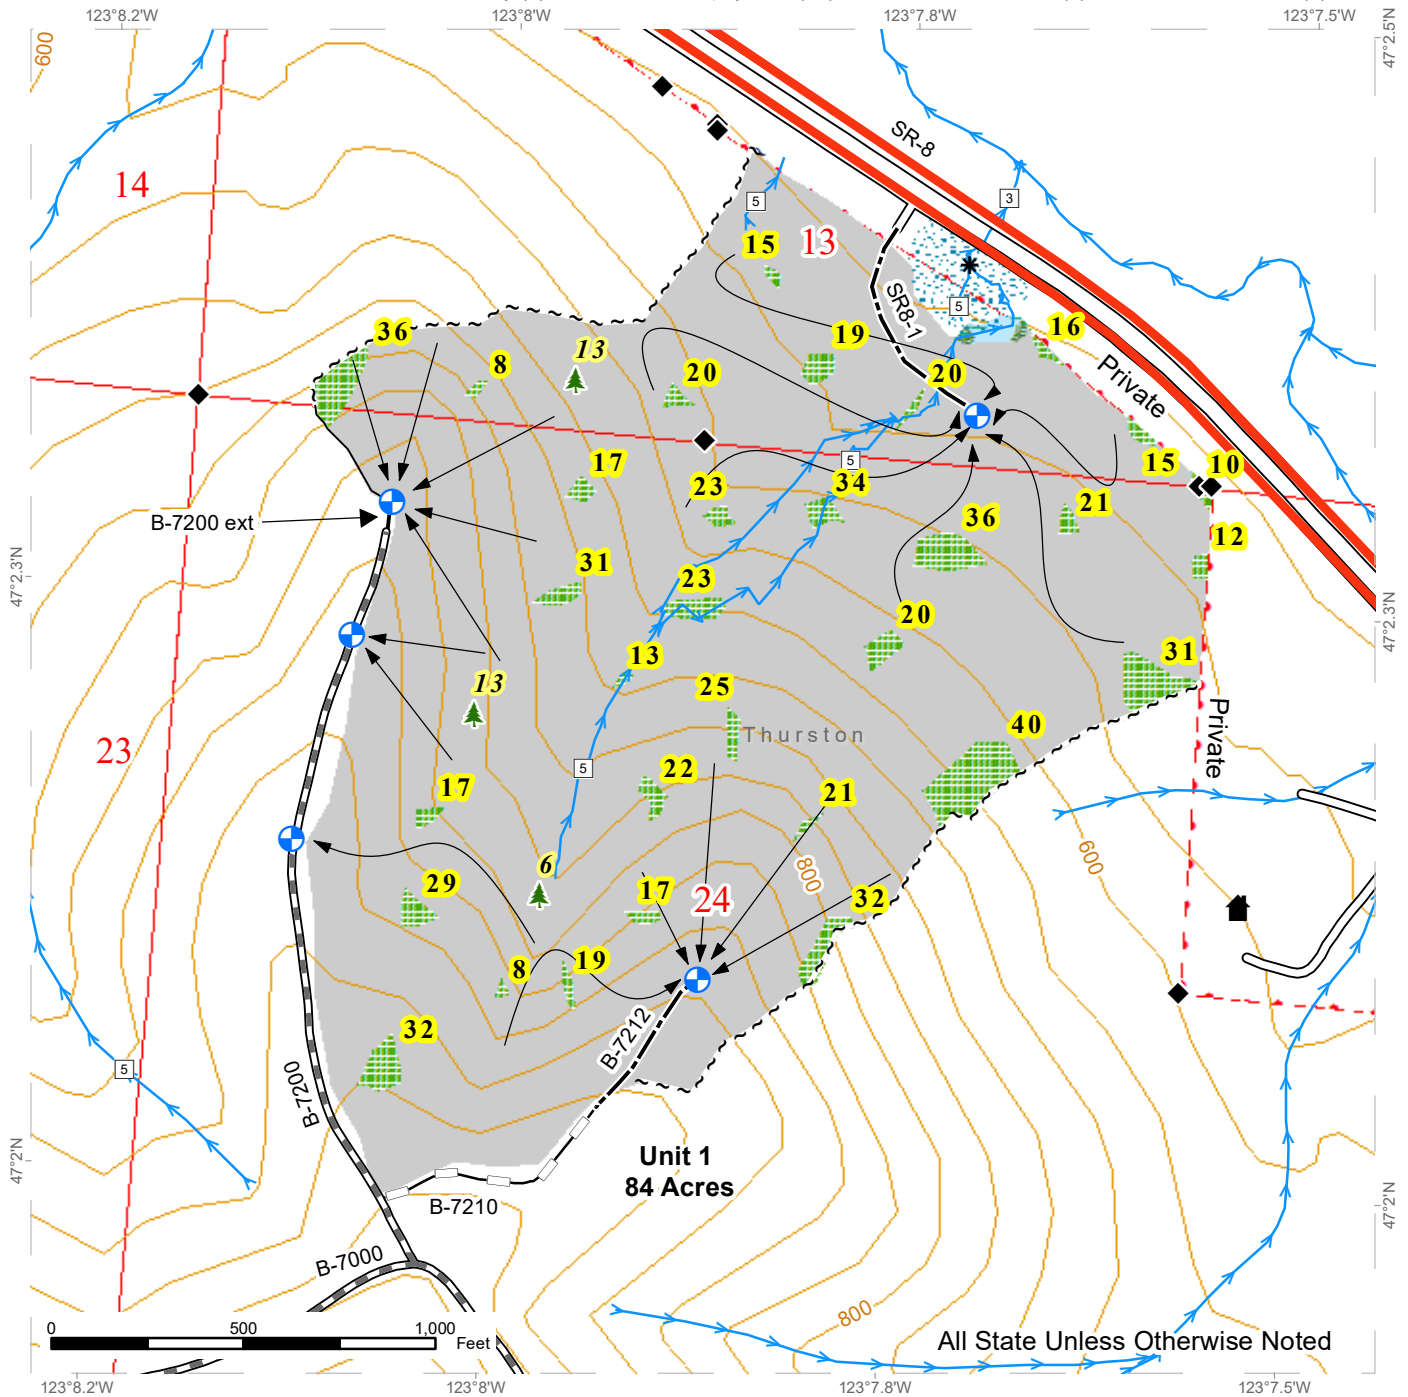 123°8.2'W
123°8'W
123°7.8'W
123°7.5'W
47°2.5'N
600
SR-8
14
5
3
15
13
SR8-1
5
16
36
13
19
8
20
20
Private
17
5
15
10
23
34
21
36
B-7200 ext
12
31
23
47°2.3'N
20
47°2.3'N
13
31
13
25
40
Private
Thurston
23
5
22
17
21
600
6
800
29
17
24
32
8
19
32
B-7212
5
B-7200
Unit 1
84 Acres
47°2'N
47°2'N
B-7210
B-7000
800
0 500 1,000
Feet
All State Unless Otherwise Noted
123°8.2'W
123°8'W
123°7.8'W
123°7.5'W